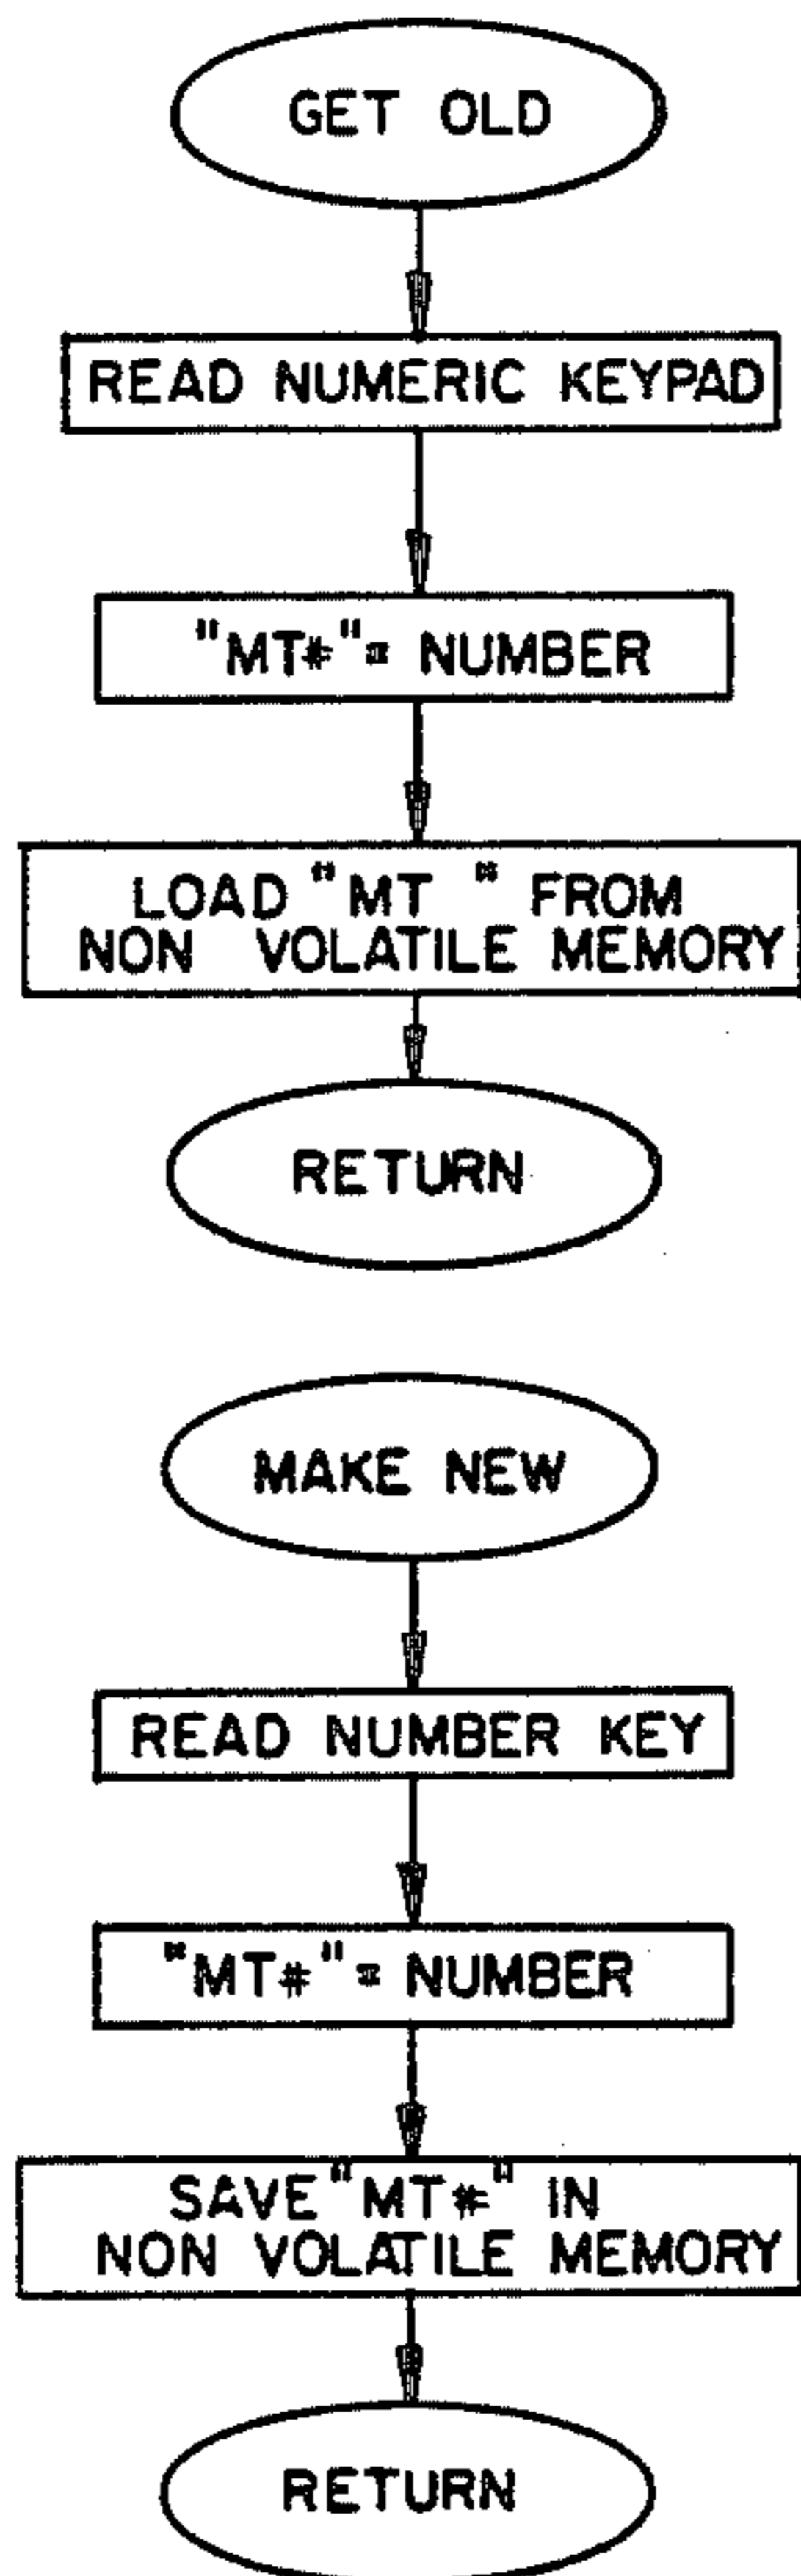 GET OLD
READ NUMERIC KEYPAD
"MT#"= NUMBER
LOAD "MT " FROM
NON VOLATILE MEMORY
RETURN
MAKE NEW
READ NUMBER KEY
"MT#"= NUMBER
SAVE "MT#" IN
NON VOLATILE MEMORY
RETURN